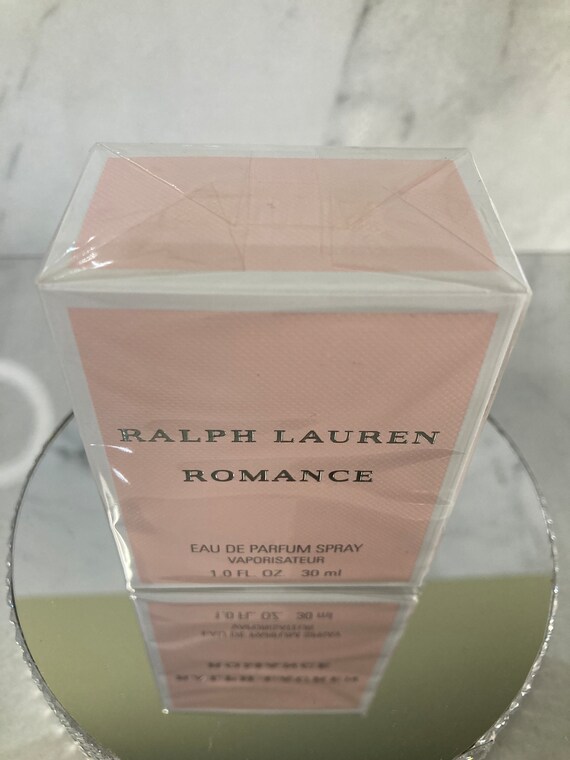 RALPH LAUREN
ROMANCE
EAU DE PARFUM SPRAY
VAPORISATEUR
1.0 FL. OZ. 30 ml